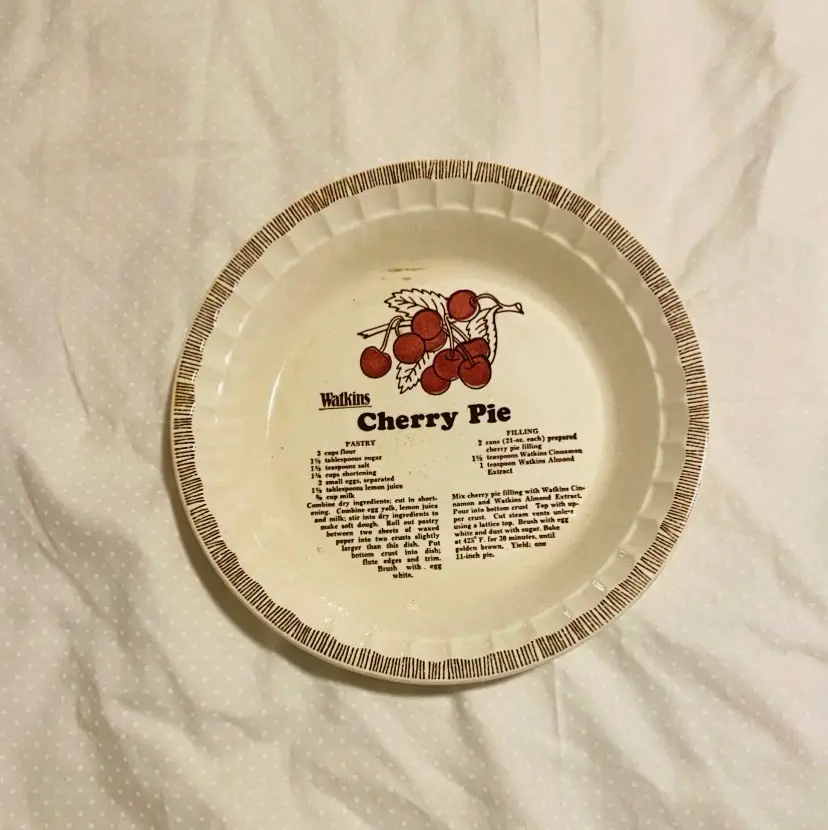 Watkins
Cherry Pie
PASTRY
3 cups flour
1½ tablespoons sugar
1½ teaspoons salt
1¼ cups shortening
2 small eggs, separated
1½ tablespoons lemon juice
¾ cup milk
Combine dry ingredients; cut in short-
ening. Combine egg yolk, lemon juice
and milk; stir into dry ingredients to
make soft dough. Roll out pastry
between two sheets of waxed
paper into two crusts slightly
larger than this dish. Put
bottom crust into dish;
flute edges and trim.
Brush with egg
white.
FILLING
2 cans (21-oz. each) prepared
cherry pie filling
1½ teaspoons Watkins Cinnamon
1 teaspoon Watkins Almond
Extract
Mix cherry pie filling with Watkins Cin-
namon and Watkins Almond Extract.
Pour into bottom crust Top with up-
per crust. Cut steam vents unless
using a lattice top. Brush with egg
white and dust with sugar. Bake
at 425° F. for 30 minutes, until
golden brown. Yield: one
11-inch pie.